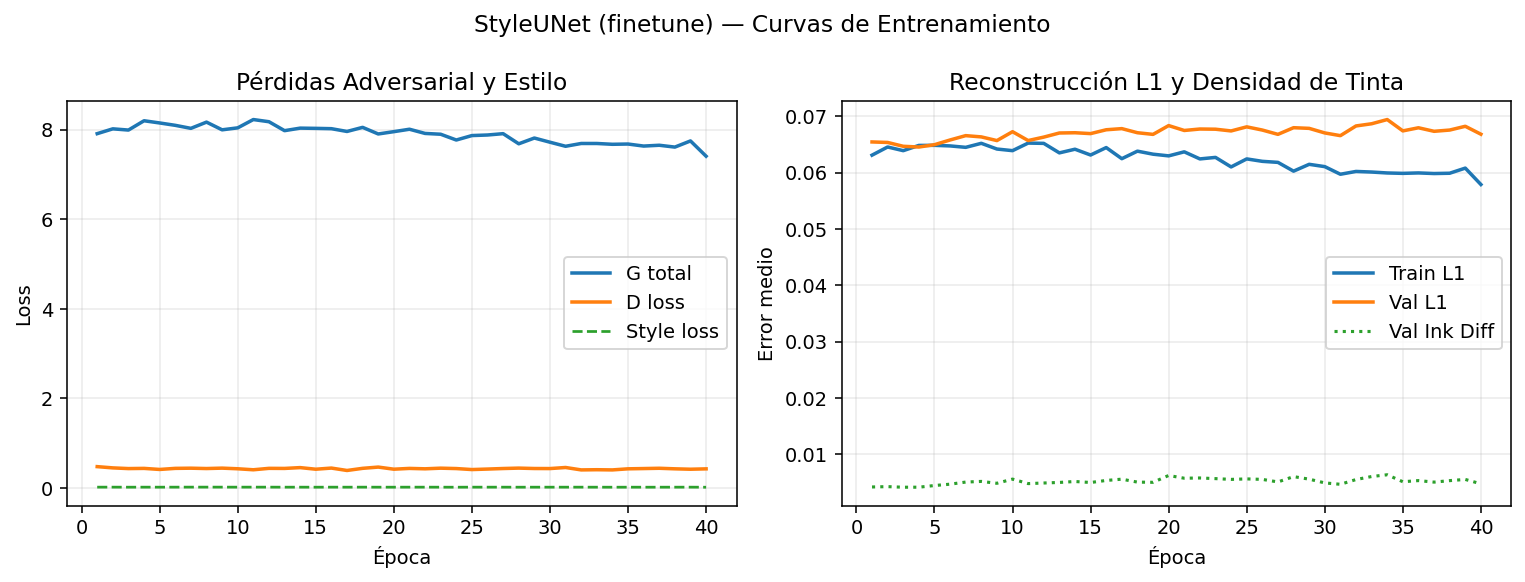 StyleUNet (finetune) — Curvas de Entrenamiento
Pérdidas Adversarial y Estilo
Loss
8
6
4
2
0
G total
D loss
Style loss
0 5 10 15 20 25 30 35 40
Época
Reconstrucción L1 y Densidad de Tinta
Error medio
0.07
0.06
0.05
0.04
0.03
0.02
0.01
Train L1
Val L1
Val Ink Diff
0 5 10 15 20 25 30 35 40
Época